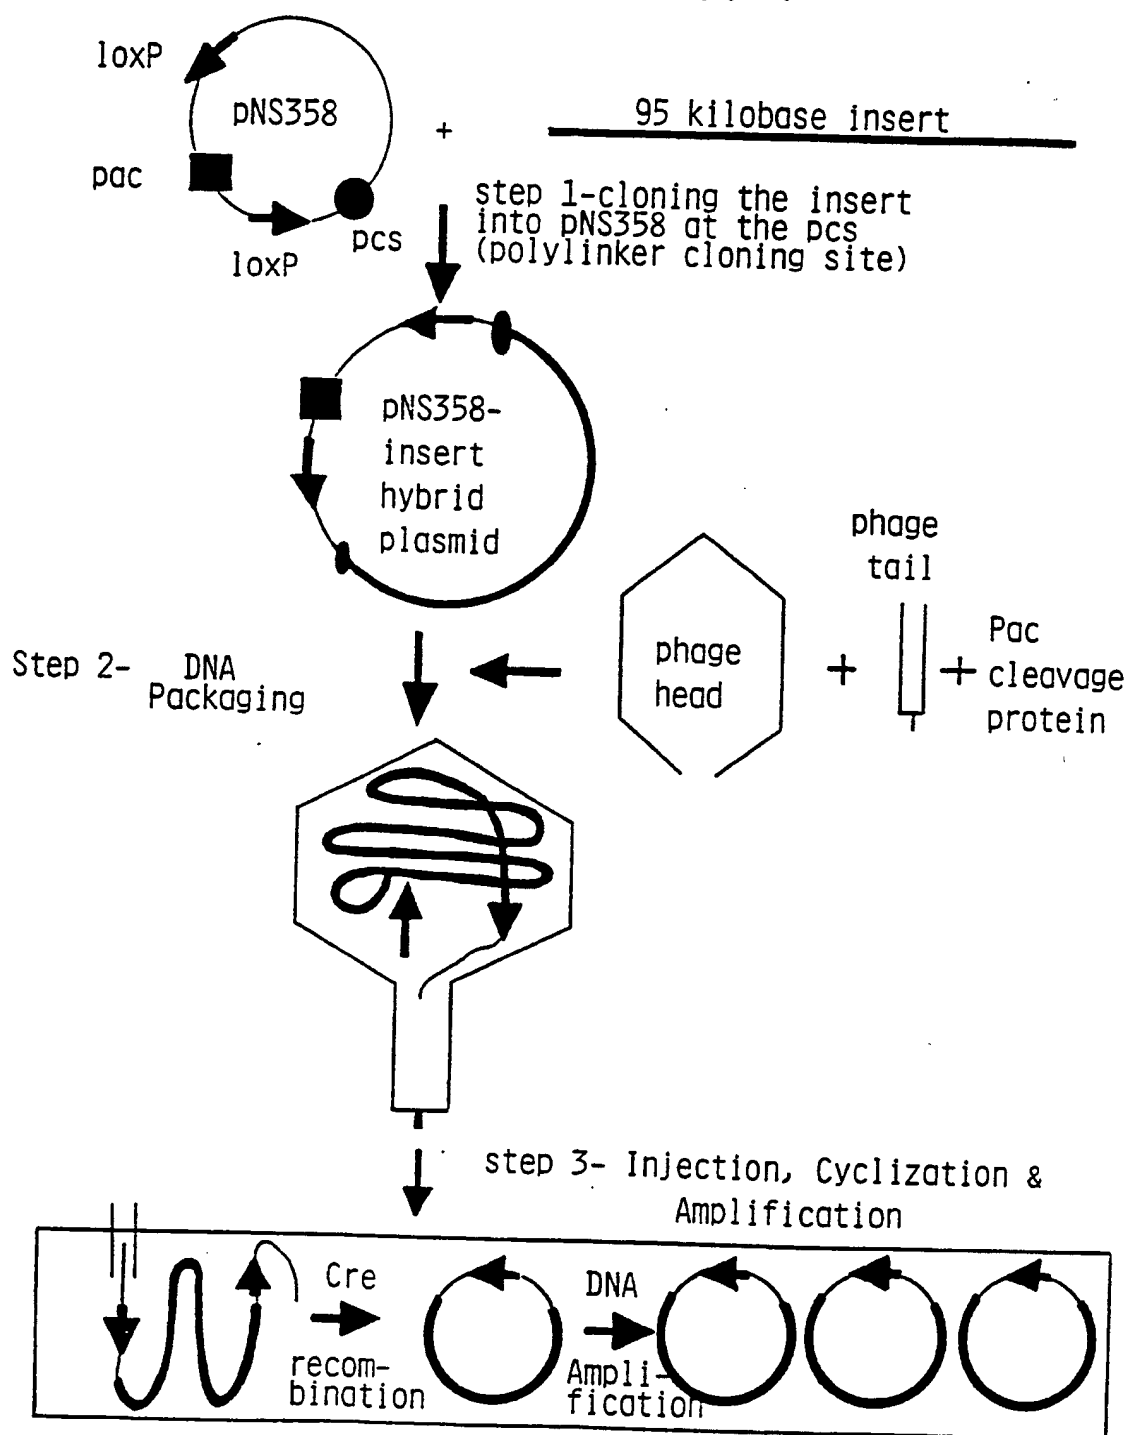 loxP
pNS358
+
95 kilobase insert
pac
pcs
loxP
step 1-cloning the insert
into pNS358 at the pcs
(polylinker cloning site)
pNS358-
insert
hybrid
plasmid
phage
tail
phage
head
+
+
Pac
cleavage
protein
Step 2- DNA
Packaging
step 3- Injection, Cyclization &
Amplification
Cre
recom-
bination
DNA
Ampli-
fication